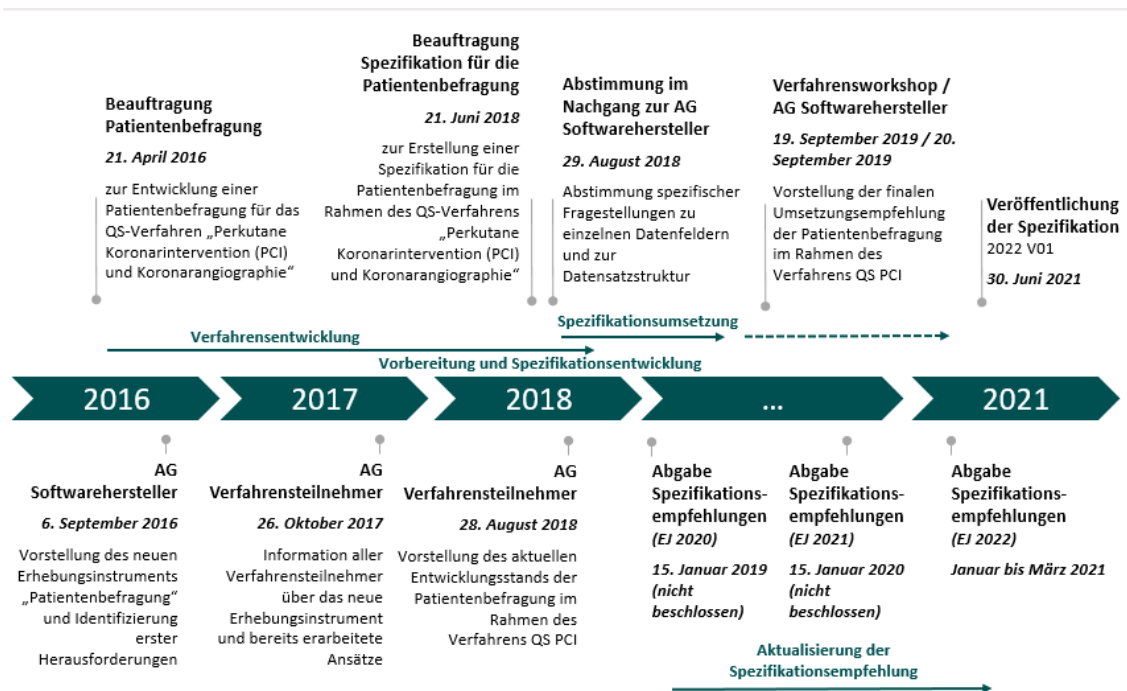 Beauftragung
Patientenbefragung
21. April 2016
zur Entwicklung einer
Patientenbefragung für das
QS-Verfahren „Perkutane
Koronarintervention (PCI)
und Koronarangiographie“
Beauftragung
Spezifikation für die
Patientenbefragung
21. Juni 2018
zur Erstellung einer
Spezifikation für die
Patientenbefragung im
Rahmen des QS-Verfahrens
„Perkutane
Koronarintervention (PCI)
und Koronarangiographie“
Abstimmung im
Nachgang zur AG
Softwarehersteller
29. August 2018
Abstimmung spezifischer
Fragestellungen zu
einzelnen Datenfeldern
und zur
Datensatzstruktur
Verfahrensworkshop /
AG Softwarehersteller
19. September 2019 / 20.
September 2019
Vorstellung der finalen
Umsetzungsempfehlung
der Patientenbefragung
im Rahmen des
Verfahrens QS PCI
Veröffentlichung
der Spezifikation
2022 V01
30. Juni 2021
Verfahrensentwicklung
Spezifikationsumsetzung
Vorbereitung und Spezifikationsentwicklung
2016
2017
2018
...
2021
AG
Softwarehersteller
6. September 2016
Vorstellung des neuen
Erhebungsinstruments
„Patientenbefragung“
und Identifizierung
erster
Herausforderungen
AG
Verfahrensteilnehmer
26. Oktober 2017
Information aller
Verfahrensteilnehmer
über das neue
Erhebungsinstrument
und bereits erarbeitete
Ansätze
AG
Verfahrensteilnehmer
28. August 2018
Vorstellung des aktuellen
Entwicklungsstands der
Patientenbefragung im
Rahmen des
Verfahrens QS PCI
Abgabe
Spezifikations-
empfehlungen
(EJ 2020)
15. Januar 2019
(nicht
beschlossen)
Abgabe
Spezifikations-
empfehlungen
(EJ 2021)
15. Januar 2020
(nicht
beschlossen)
Abgabe
Spezifikations-
empfehlungen
(EJ 2022)
Januar bis März 2021
Aktualisierung der
Spezifikationsempfehlung